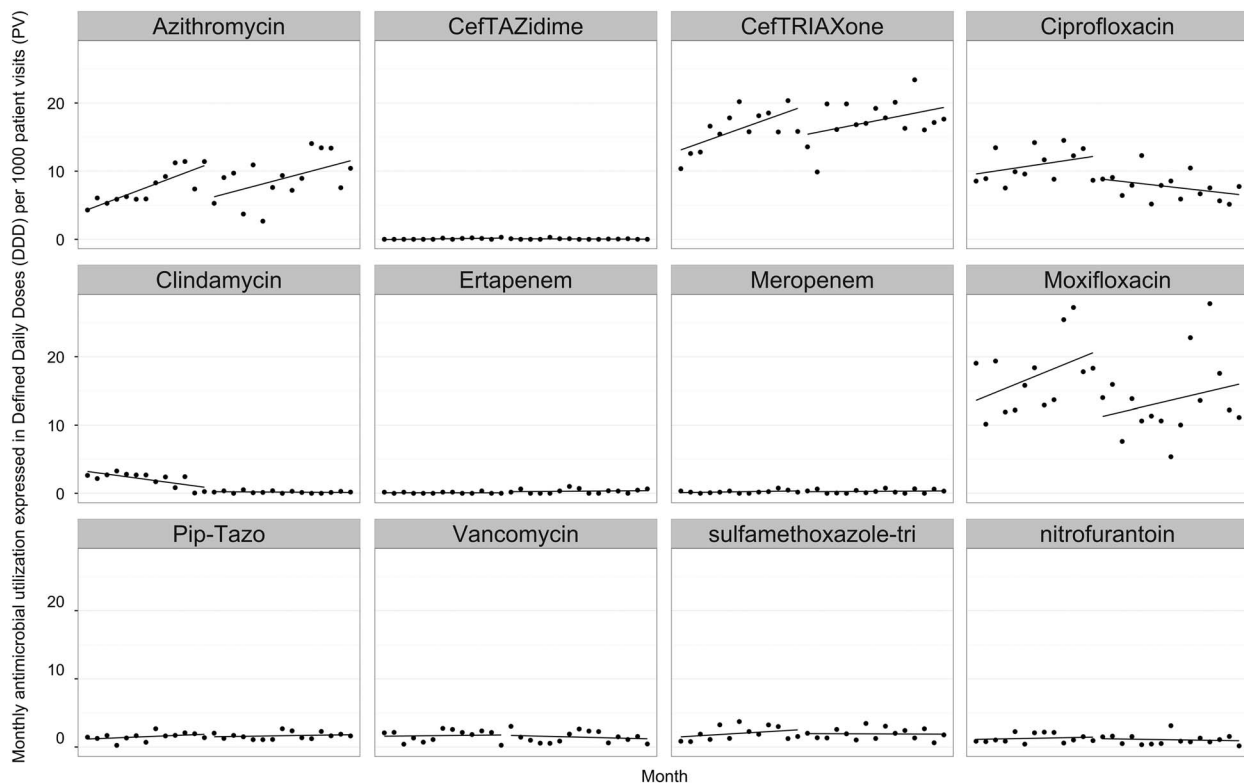 Monthly antimicrobial utilization expressed in Defined Daily Doses (DDD) per 1000 patient visits (PV)
Azithromycin CefTAZidime CefTRIAXone Ciprofloxacin
20
10
0
Clindamycin Ertapenem Meropenem Moxifloxacin
20
10
0
Pip-Tazo Vancomycin sulfamethoxazole-tri nitrofurantoin
20
10
0
Month